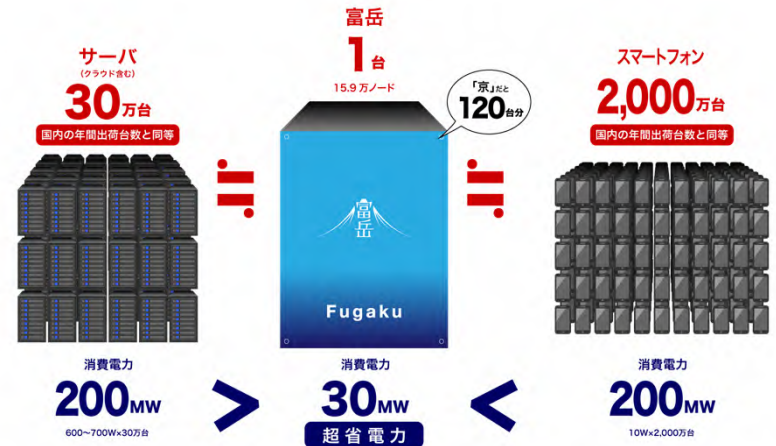 サーバ
(クラウド含む)
30万台
国内の年間出荷台数と同等
≒
消費電力
200MW
600〜700W×30万台
>
富岳
1台
15.9万ノード
「京」だと
120台分
富岳
Fugaku
消費電力
30MW
超省電力
≒
<
スマートフォン
2,000万台
国内の年間出荷台数と同等
消費電力
200MW
10W×2,000万台